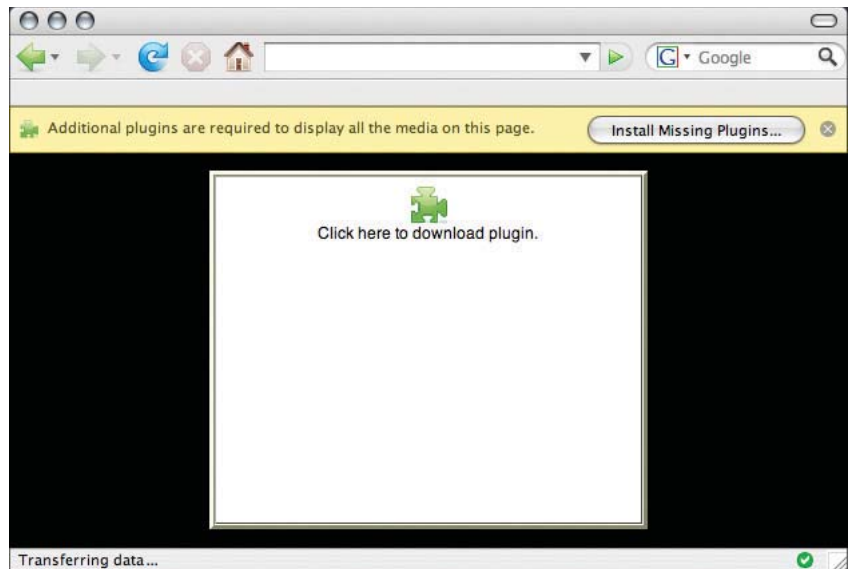 G Google
Additional plugins are required to display all the media on this page. Install Missing Plugins...
Click here to download plugin.
Transferring data...